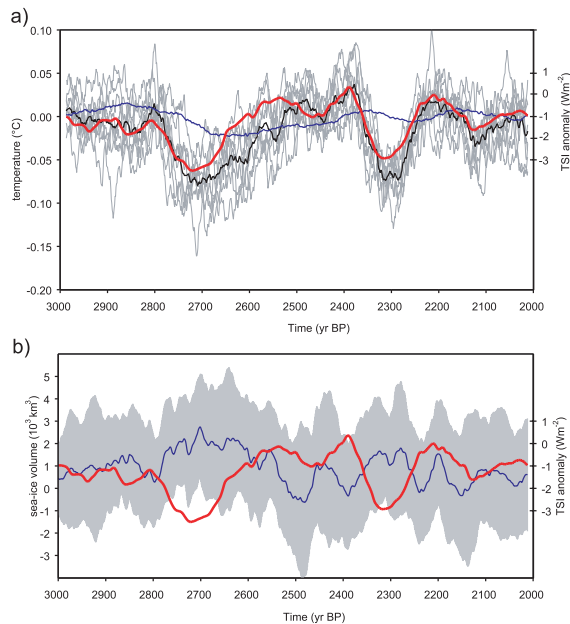 a)
0.10
0.05
0.00
-0.05
-0.10
-0.15
-0.20
temperature (°C)
1
0
-1
-2
-3
TSI anomaly (Wm-2)
3000 2900 2800 2700 2600 2500 2400 2300 2200 2100 2000
Time (yr BP)
b)
5
4
3
2
1
0
-1
-2
-3
sea-ice volume (10³ km³)
1
0
-1
-2
-3
TSI anomaly (Wm-2)
3000 2900 2800 2700 2600 2500 2400 2300 2200 2100 2000
Time (yr BP)